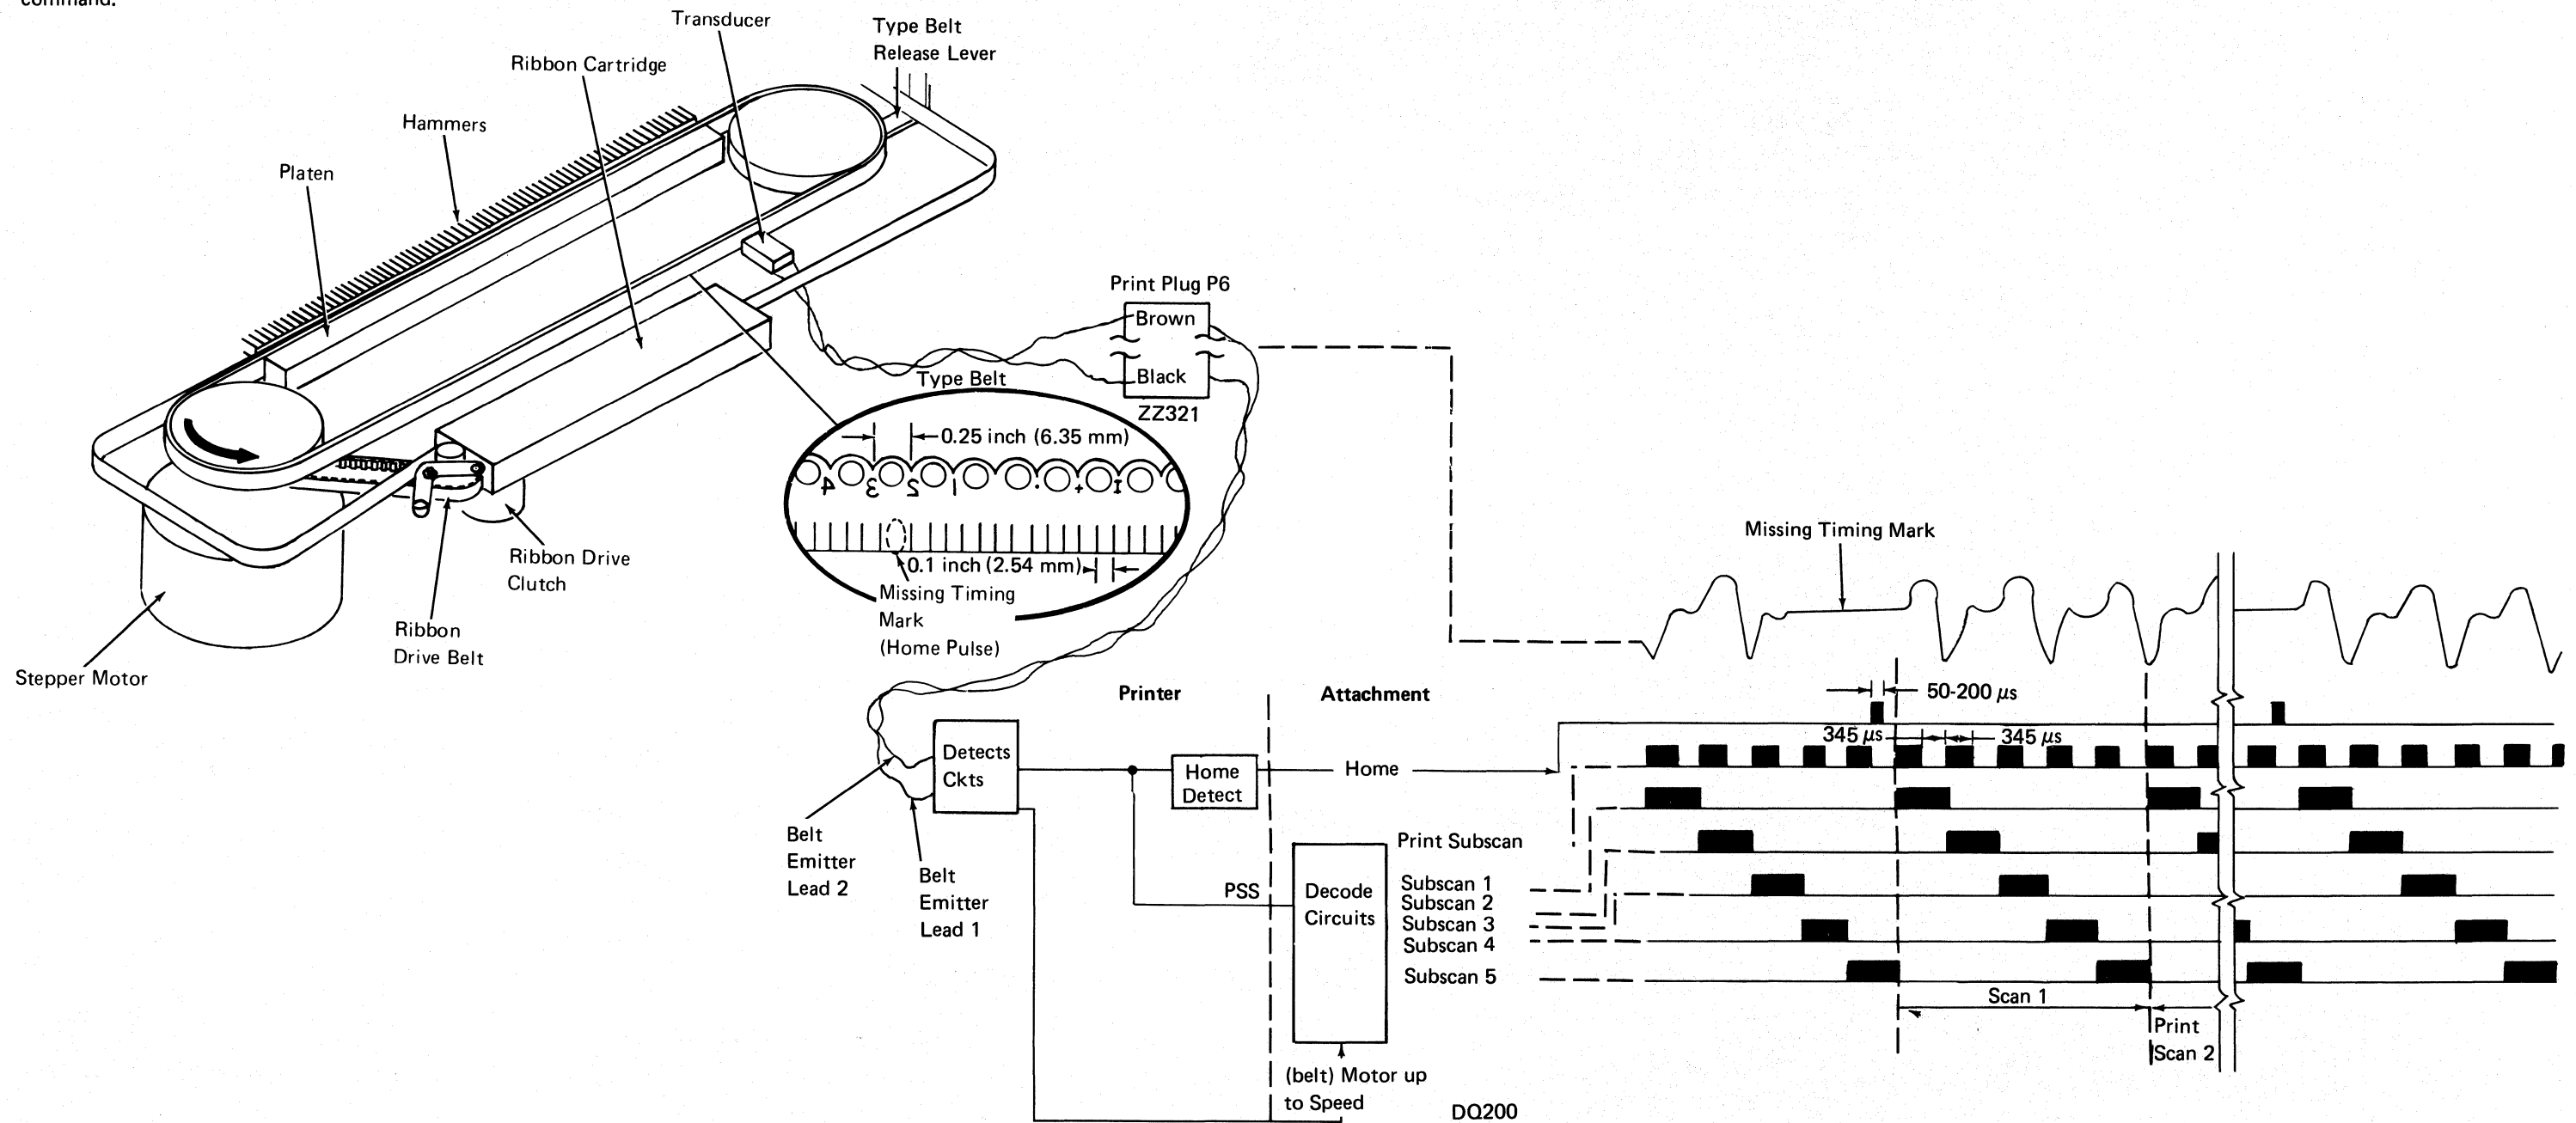 command.
Transducer
Type Belt
Release Lever
Ribbon Cartridge
Hammers
Platen
Print Plug P6
Brown
Black
ZZ321
Type Belt
0.25 inch (6.35 mm)
4 3 2 1 . + I
0.1 inch (2.54 mm)
Missing Timing
Mark
(Home Pulse)
Ribbon Drive
Clutch
Ribbon
Drive Belt
Stepper Motor
Missing Timing Mark
Printer
Attachment
50-200 µs
345 µs
345 µs
Detects
Ckts
Home
Detect
Home
Belt
Emitter
Lead 2
Belt
Emitter
Lead 1
PSS
Decode
Circuits
Print Subscan
Subscan 1
Subscan 2
Subscan 3
Subscan 4
Subscan 5
Scan 1
Print
Scan 2
(belt) Motor up
to Speed
DQ200